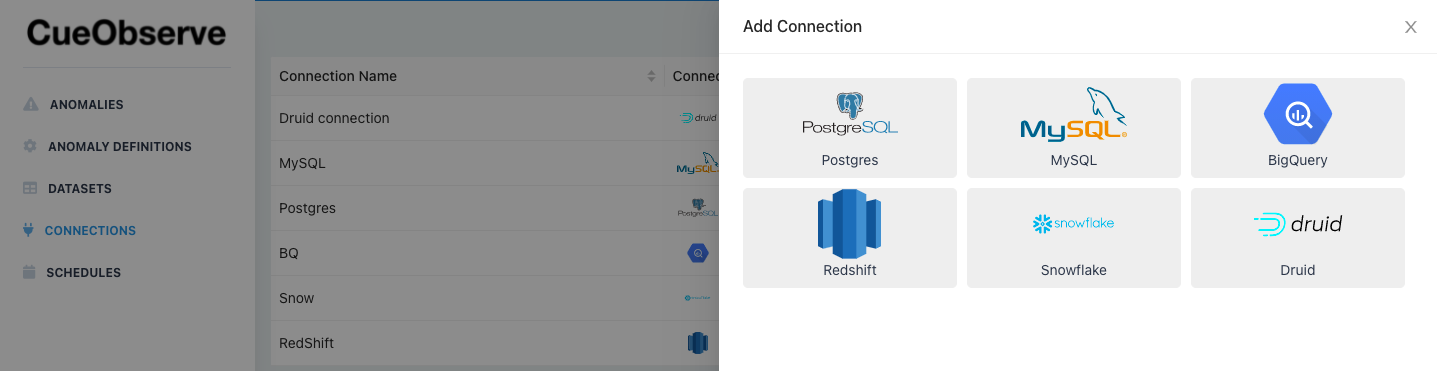 CueObserve
ANOMALIES
ANOMALY DEFINITIONS
DATASETS
CONNECTIONS
SCHEDULES
Connection Name Connec
Druid connection druid
MySQL MySQL
Postgres PostgreSQL
BQ
Snow
RedShift
Add Connection
PostgreSQL MySQL
Postgres MySQL BigQuery
snowflake druid
Redshift Snowflake Druid